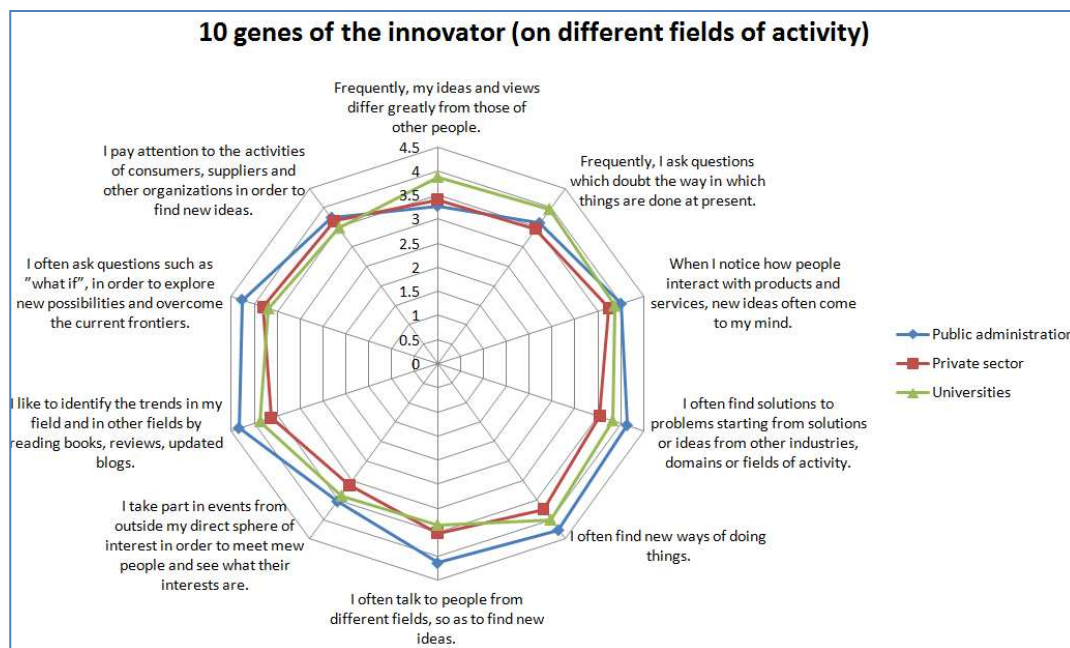 10 genes of the innovator (on different fields of activity)
Frequently, my ideas and views
differ greatly from those of
other people.
Frequently, I ask questions
which doubt the way in which
things are done at present.
When I notice how people
interact with products and
services, new ideas often come
to my mind.
I often find solutions to
problems starting from solutions
or ideas from other industries,
domains or fields of activity.
I often find new ways of doing
things.
I often talk to people from
different fields, so as to find new
ideas.
I take part in events from
outside my direct sphere of
interest in order to meet mew
people and see what their
interests are.
I like to identify the trends in my
field and in other fields by
reading books, reviews, updated
blogs.
I often ask questions such as
”what if”, in order to explore
new possibilities and overcome
the current frontiers.
I pay attention to the activities
of consumers, suppliers and
other organizations in order to
find new ideas.
4.5
4
3.5
3
2.5
2
1.5
1
0.5
0
Public administration
Private sector
Universities